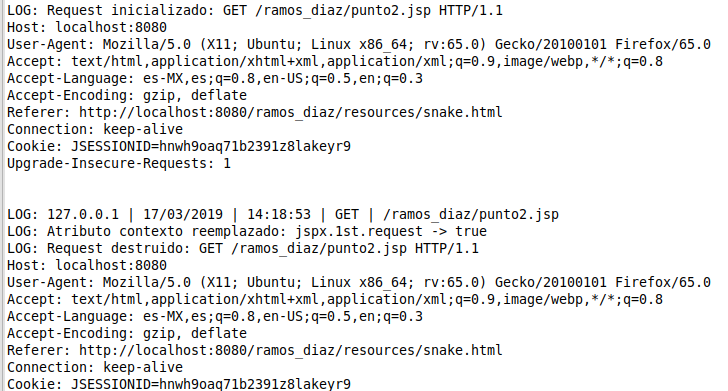 LOG: Request inicializado: GET /ramos_diaz/punto2.jsp HTTP/1.1
Host: localhost:8080
User-Agent: Mozilla/5.0 (X11; Ubuntu; Linux x86_64; rv:65.0) Gecko/20100101 Firefox/65.0
Accept: text/html,application/xhtml+xml,application/xml;q=0.9,image/webp,*/*;q=0.8
Accept-Language: es-MX,es;q=0.8,en-US;q=0.5,en;q=0.3
Accept-Encoding: gzip, deflate
Referer: http://localhost:8080/ramos_diaz/resources/snake.html
Connection: keep-alive
Cookie: JSESSIONID=hnwh9oaq71b2391z8lakeyr9
Upgrade-Insecure-Requests: 1
LOG: 127.0.0.1 | 17/03/2019 | 14:18:53 | GET | /ramos_diaz/punto2.jsp
LOG: Atributo contexto reemplazado: jspx.1st.request -> true
LOG: Request destruido: GET /ramos_diaz/punto2.jsp HTTP/1.1
Host: localhost:8080
User-Agent: Mozilla/5.0 (X11; Ubuntu; Linux x86_64; rv:65.0) Gecko/20100101 Firefox/65.0
Accept: text/html,application/xhtml+xml,application/xml;q=0.9,image/webp,*/*;q=0.8
Accept-Language: es-MX,es;q=0.8,en-US;q=0.5,en;q=0.3
Accept-Encoding: gzip, deflate
Referer: http://localhost:8080/ramos_diaz/resources/snake.html
Connection: keep-alive
Cookie: JSESSIONID=hnwh9oaq71b2391z8lakeyr9